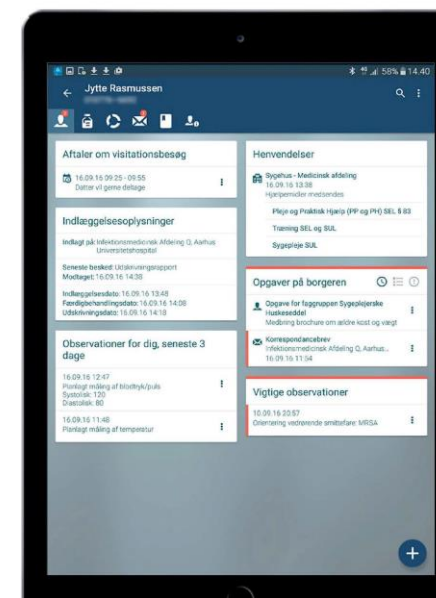 58% 14.40
Jytte Rasmussen
Aftaler om visitationsbesøg
16.09.16 09:25 - 09:55
Datter vil gerne deltage
Indlæggelsesoplysninger
Indlagt på: Infektionsmedicinsk Afdeling Q, Aarhus
Universitetshospital
Seneste besked: Udskrivningsrapport
Modtaget: 16.09.16 14:38
Indlæggelsesdato: 16.09.16 13:48
Færdigbehandlingsdato: 16.09.16 14:08
Udskrivningsdato: 16.09.16 14:18
Observationer for dig, seneste 3
dage
16.09.16 12:47
Planlagt måling af blodtryk/puls
Systolisk: 120
Diastolisk: 80
16.09.16 11:48
Planlagt måling af temperatur
Henvendelser
Sygehus - Medicinsk afdeling
16.09.16 13:38
Hjælpemidler medsendes
Pleje og Praktisk Hjælp (PP og PH) SEL § 83
Træning SEL og SUL
Sygepleje SUL
Opgaver på borgeren
Opgave for faggruppen Sygeplejerske
Huskeseddel
Medbring brochure om ældre kost og vægt
Korrespondancebrev
Infektionsmedicinsk Afdeling Q, Aarhus...
16.09.16 11:54
Vigtige observationer
10.09.16 20:57
Orientering vedrørende smittefare: MRSA